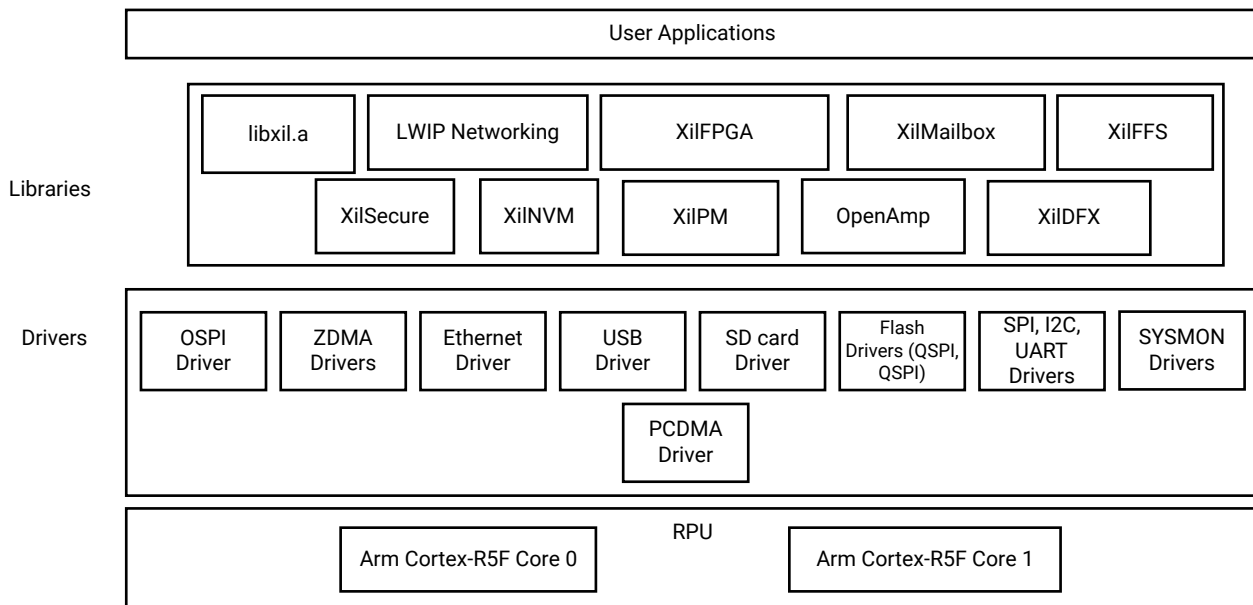 User Applications
libxil.a
LWIP Networking
XilFPGA
XilMailbox
XilFFS
Libraries
XilSecure
XilNVM
XilPM
OpenAmp
XilDFX
Drivers
OSPI
Driver
ZDMA
Drivers
Ethernet
Driver
USB
Driver
SD card
Driver
Flash
Drivers (QSPI,
QSPI)
SPI, I2C,
UART
Drivers
SYSMON
Drivers
PCDMA
Driver
RPU
Arm Cortex-R5F Core 0
Arm Cortex-R5F Core 1